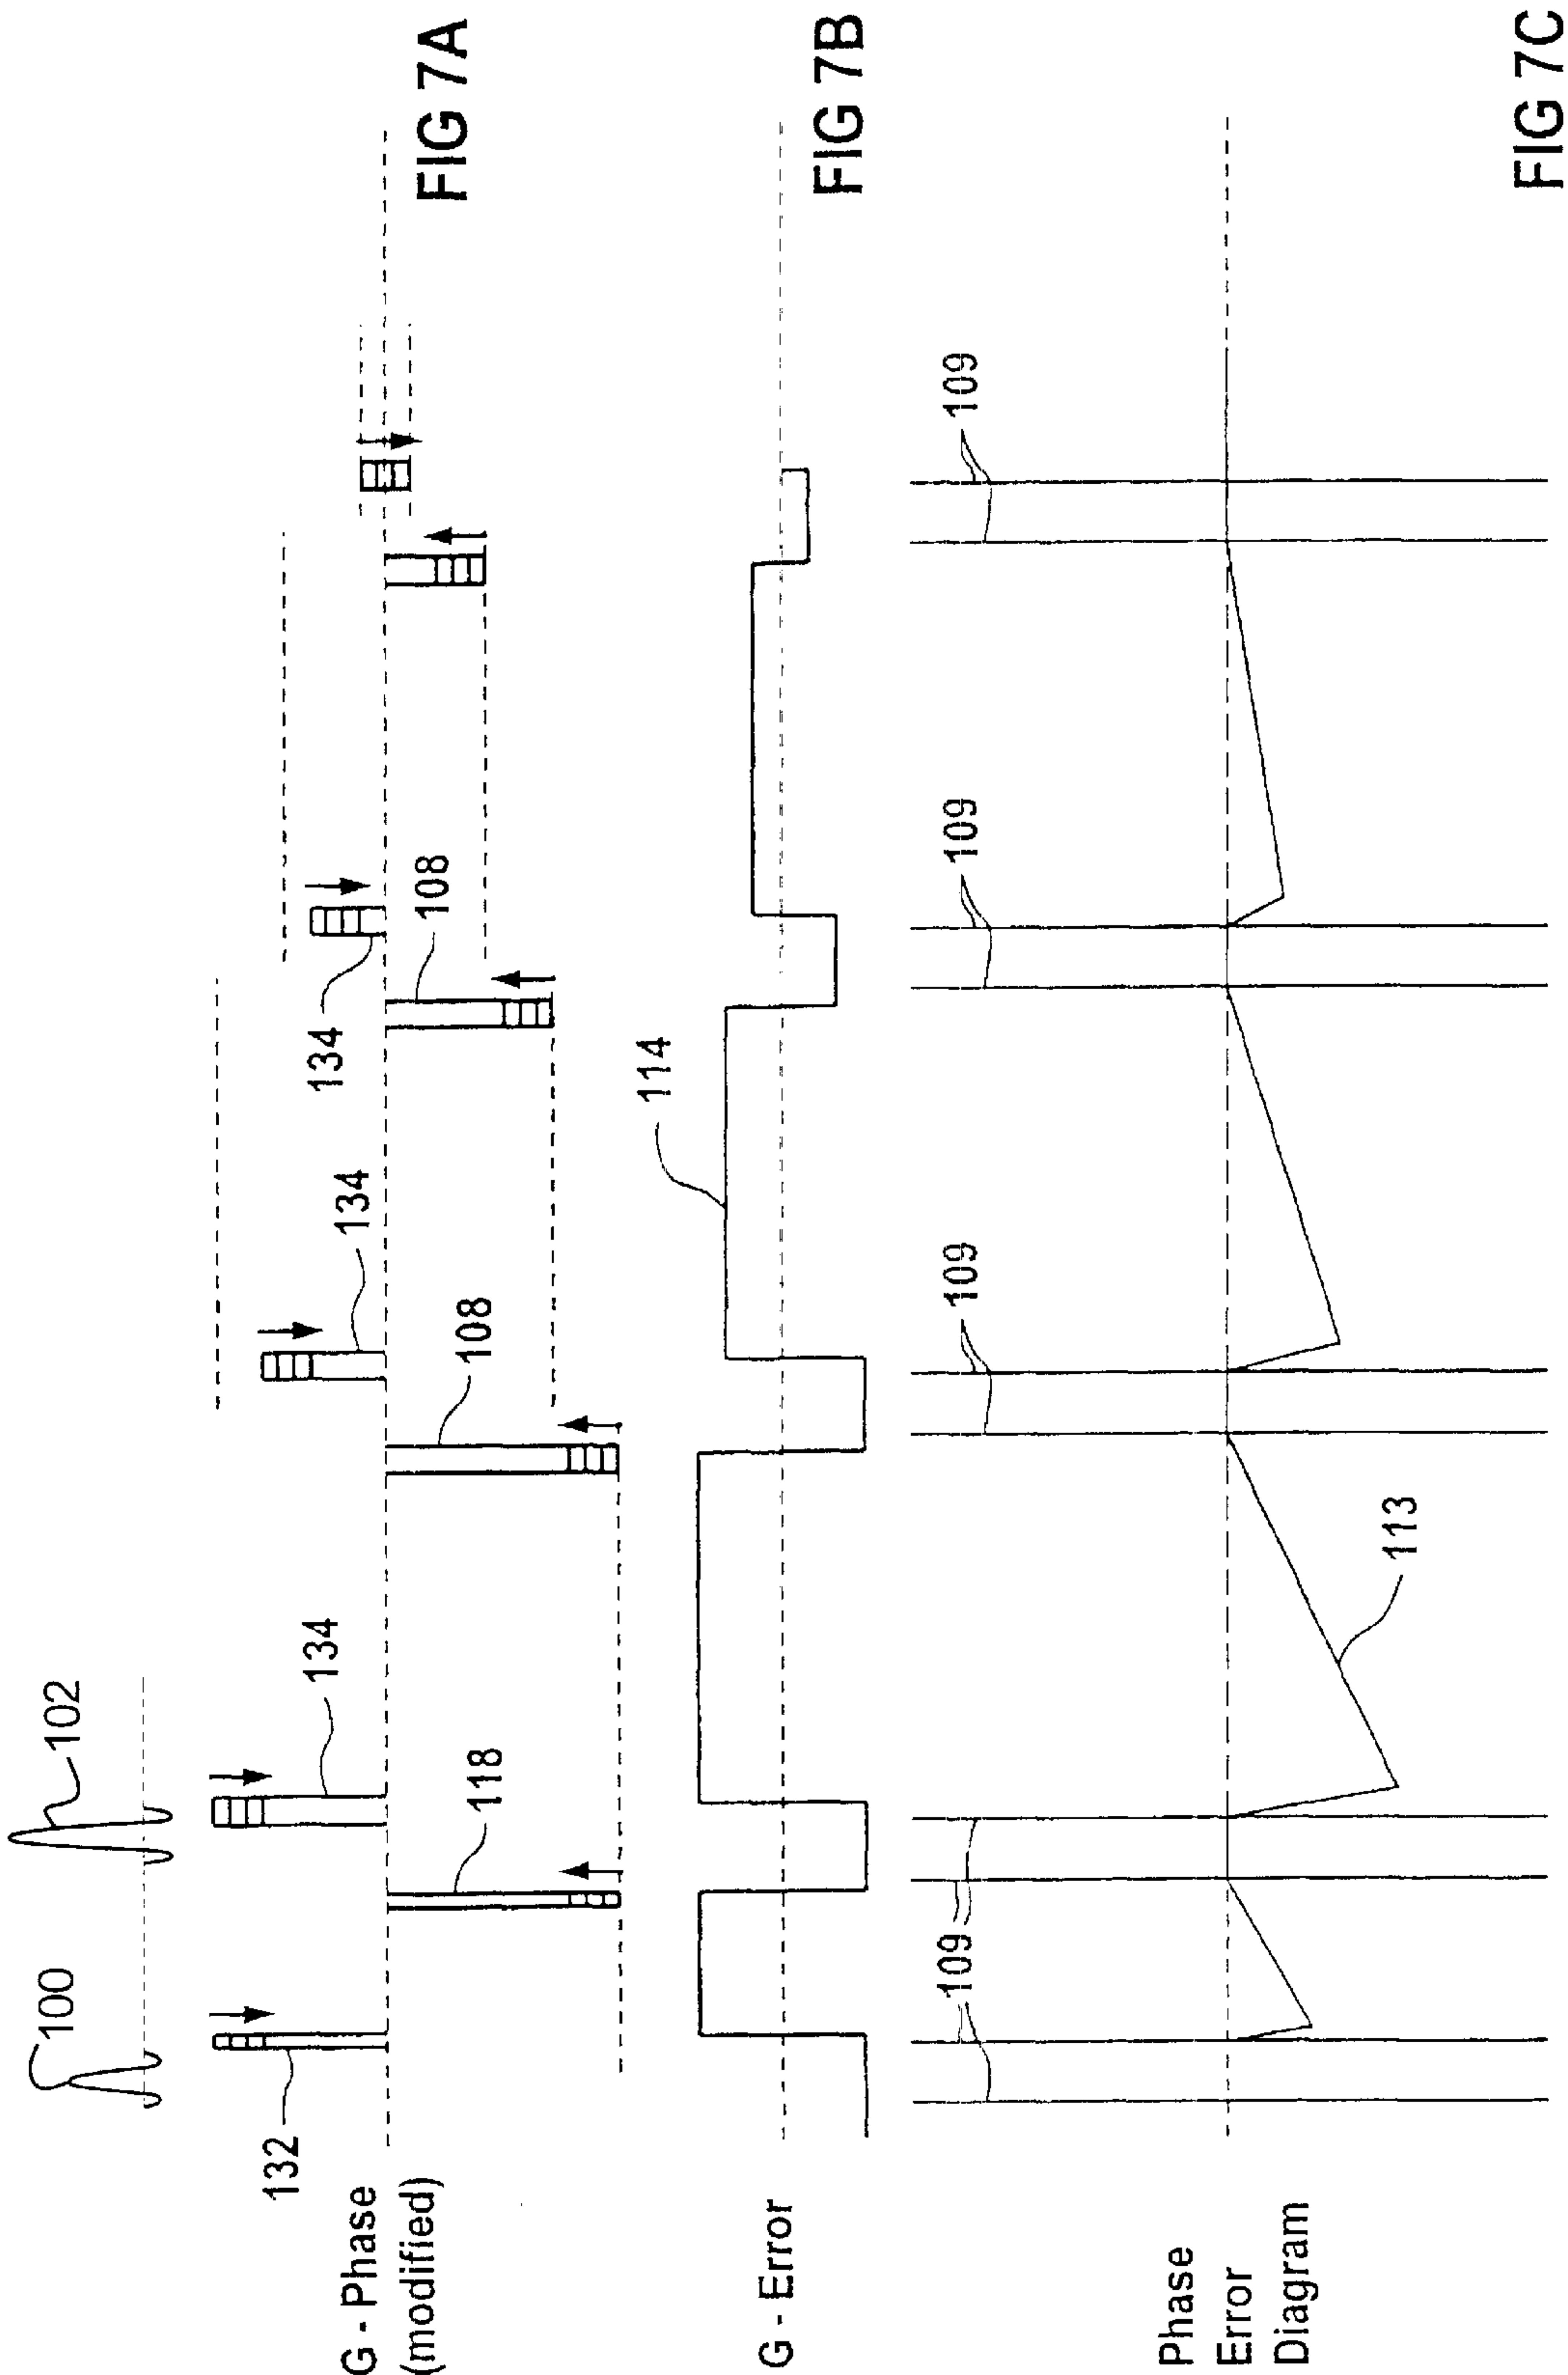 100
102
132
118
134
108
134
108
134
G - Phase
(modified)
FIG 7A
114
G - Error
FIG 7B
109
109
109
109
113
Phase
Error
Diagram
FIG 7C